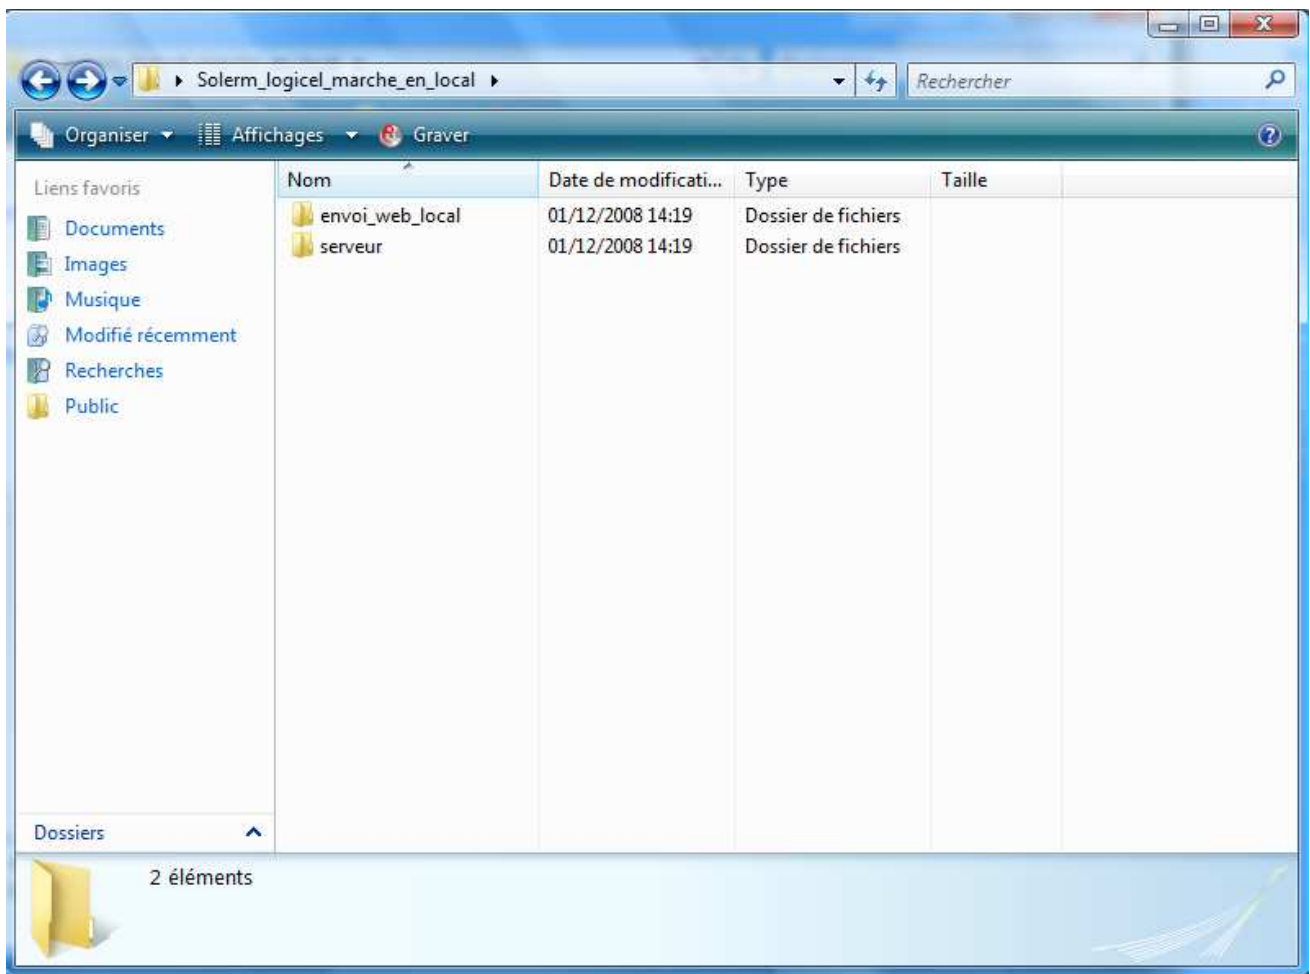 Solerm_logicel_marche_en_local
Rechercher
Organiser Affichages Graver
Liens favoris
Documents
Images
Musique
Modifié récemment
Recherches
Public
Nom Date de modificati... Type Taille
envoi_web_local 01/12/2008 14:19 Dossier de fichiers
serveur 01/12/2008 14:19 Dossier de fichiers
Dossiers
2 éléments